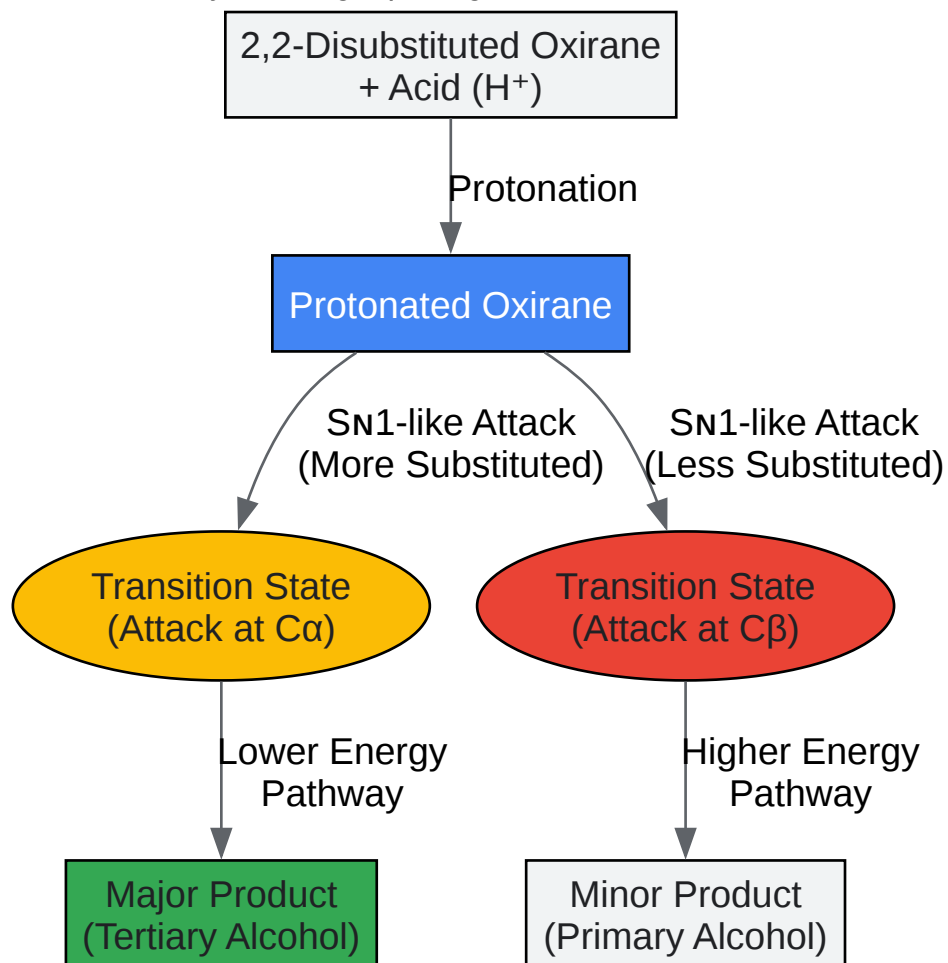 2,2-Disubstituted Oxirane
+ Acid (H⁺)
Protonation
Protonated Oxirane
Sɴ1-like Attack
(More Substituted)
Sɴ1-like Attack
(Less Substituted)
Transition State
(Attack at Cα)
Transition State
(Attack at Cβ)
Lower Energy
Pathway
Higher Energy
Pathway
Major Product
(Tertiary Alcohol)
Minor Product
(Primary Alcohol)